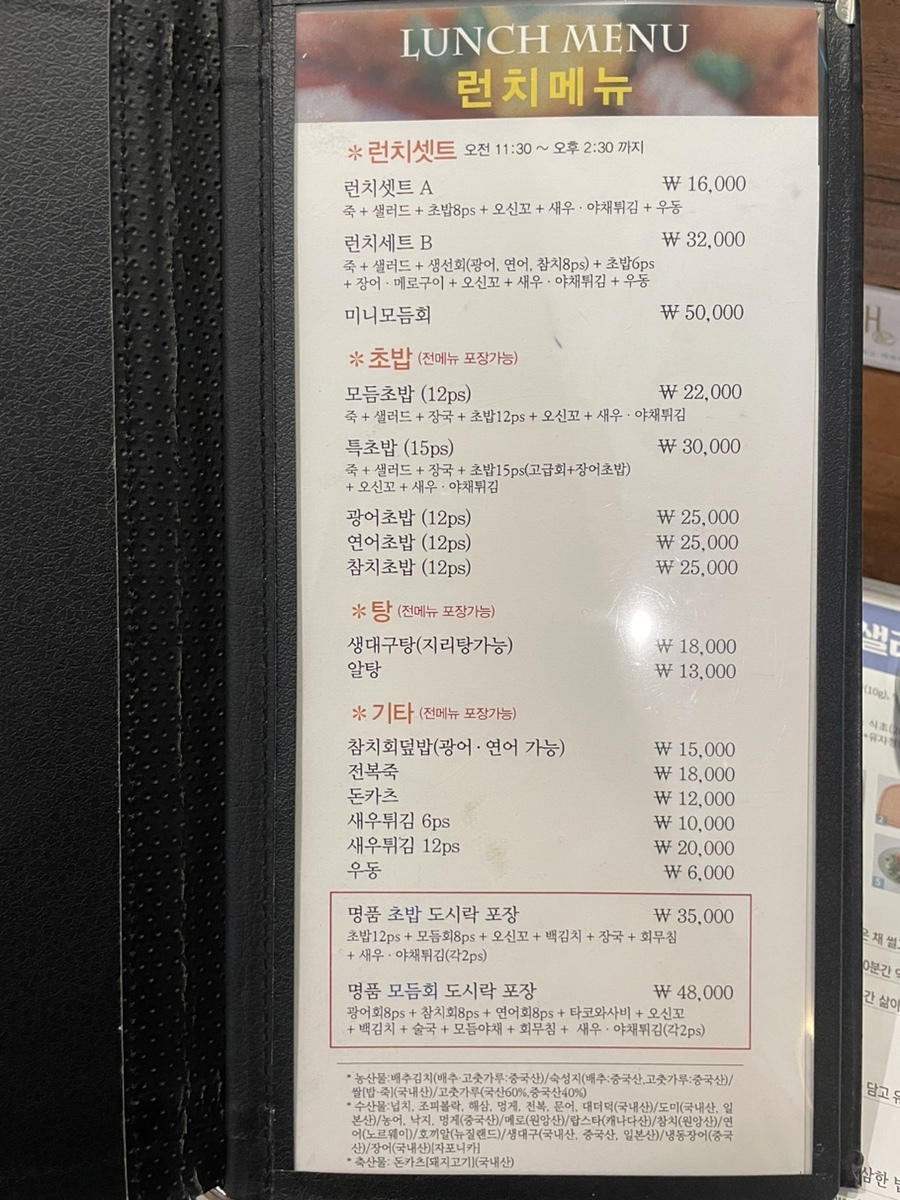 LUNCH MENU
런치메뉴
*런치셋트 오전 11:30 ~ 오후 2:30 까지
런치셋트 A ₩ 16,000
죽 + 샐러드 + 초밥8ps + 오신꼬 + 새우 · 야채튀김 + 우동
런치세트 B ₩ 32,000
죽 + 샐러드 + 생선회(광어, 연어, 참치8ps) + 초밥6ps
+ 장어 · 메로구이 + 오신꼬 + 새우 · 야채튀김 + 우동
미니모듬회 ₩ 50,000
*초밥 (전메뉴 포장가능)
모듬초밥 (12ps) ₩ 22,000
죽 + 샐러드 + 장국 + 초밥12ps + 오신꼬 + 새우 · 야채튀김
특초밥 (15ps) ₩ 30,000
죽 + 샐러드 + 장국 + 초밥15ps(고급회+장어초밥)
+ 오신꼬 + 새우 · 야채튀김
광어초밥 (12ps) ₩ 25,000
연어초밥 (12ps) ₩ 25,000
참치초밥 (12ps) ₩ 25,000
*탕 (전메뉴 포장가능)
생대구탕(지리탕가능) ₩ 18,000
알탕 ₩ 13,000
*기타 (전메뉴 포장가능)
참치회덮밥(광어 · 연어 가능) ₩ 15,000
전복죽 ₩ 18,000
돈카츠 ₩ 12,000
새우튀김 6ps ₩ 10,000
새우튀김 12ps ₩ 20,000
우동 ₩ 6,000
명품 초밥 도시락 포장 ₩ 35,000
초밥12ps + 모듬회8ps + 오신꼬 + 백김치 + 장국 + 회무침
+ 새우 · 야채튀김(각2ps)
명품 모듬회 도시락 포장 ₩ 48,000
광어회8ps + 참치회8ps + 연어회8ps + 타코와사비 + 오신꼬
+ 백김치 + 술국 + 모듬야채 + 회무침 + 새우 · 야채튀김(각2ps)
* 농산물:배추김치(배추·고춧가루:중국산)/숙성지(배추:중국산,고춧가루:중국산)/
쌀[밥·죽](국내산)/고춧가루(국산60%,중국산40%)
* 수산물:넙치, 조피볼락, 해삼, 멍게, 전복, 문어, 대더덕(국내산)/도미(국내산, 일
본산)/농어, 낙지, 멍게(중국산)/메로(원양산)/랍스타(캐나다산)/참치(원양산)/연
어(노르웨이)/호끼알(뉴질랜드)/생대구(국내산, 중국산, 일본산)/냉동장어(중국
산)/장어(국내산)[자포니카]
* 축산물: 돈카츠[돼지고기](국내산)
(10g),
식초(2
+유자청
2
5
은 채 썰
0분간
간 삶아
담고
삼한